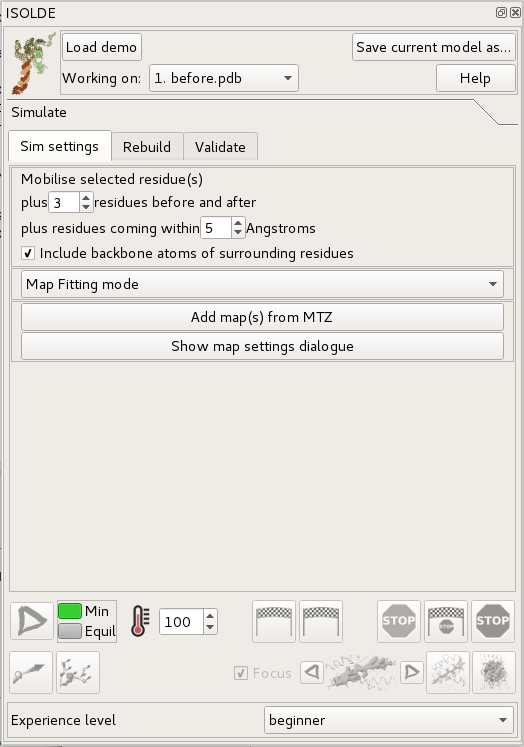 ISOLDE
Load demo
Save current model as...
Working on:
1. before.pdb
Help
Simulate
Sim settings
Rebuild
Validate
Mobilise selected residue(s)
plus 3 residues before and after
plus residues coming within 5 Angstroms
Include backbone atoms of surrounding residues
Map Fitting mode
Add map(s) from MTZ
Show map settings dialogue
Min
Equil
100
STOP
STOP
STOP
Focus
Experience level
beginner